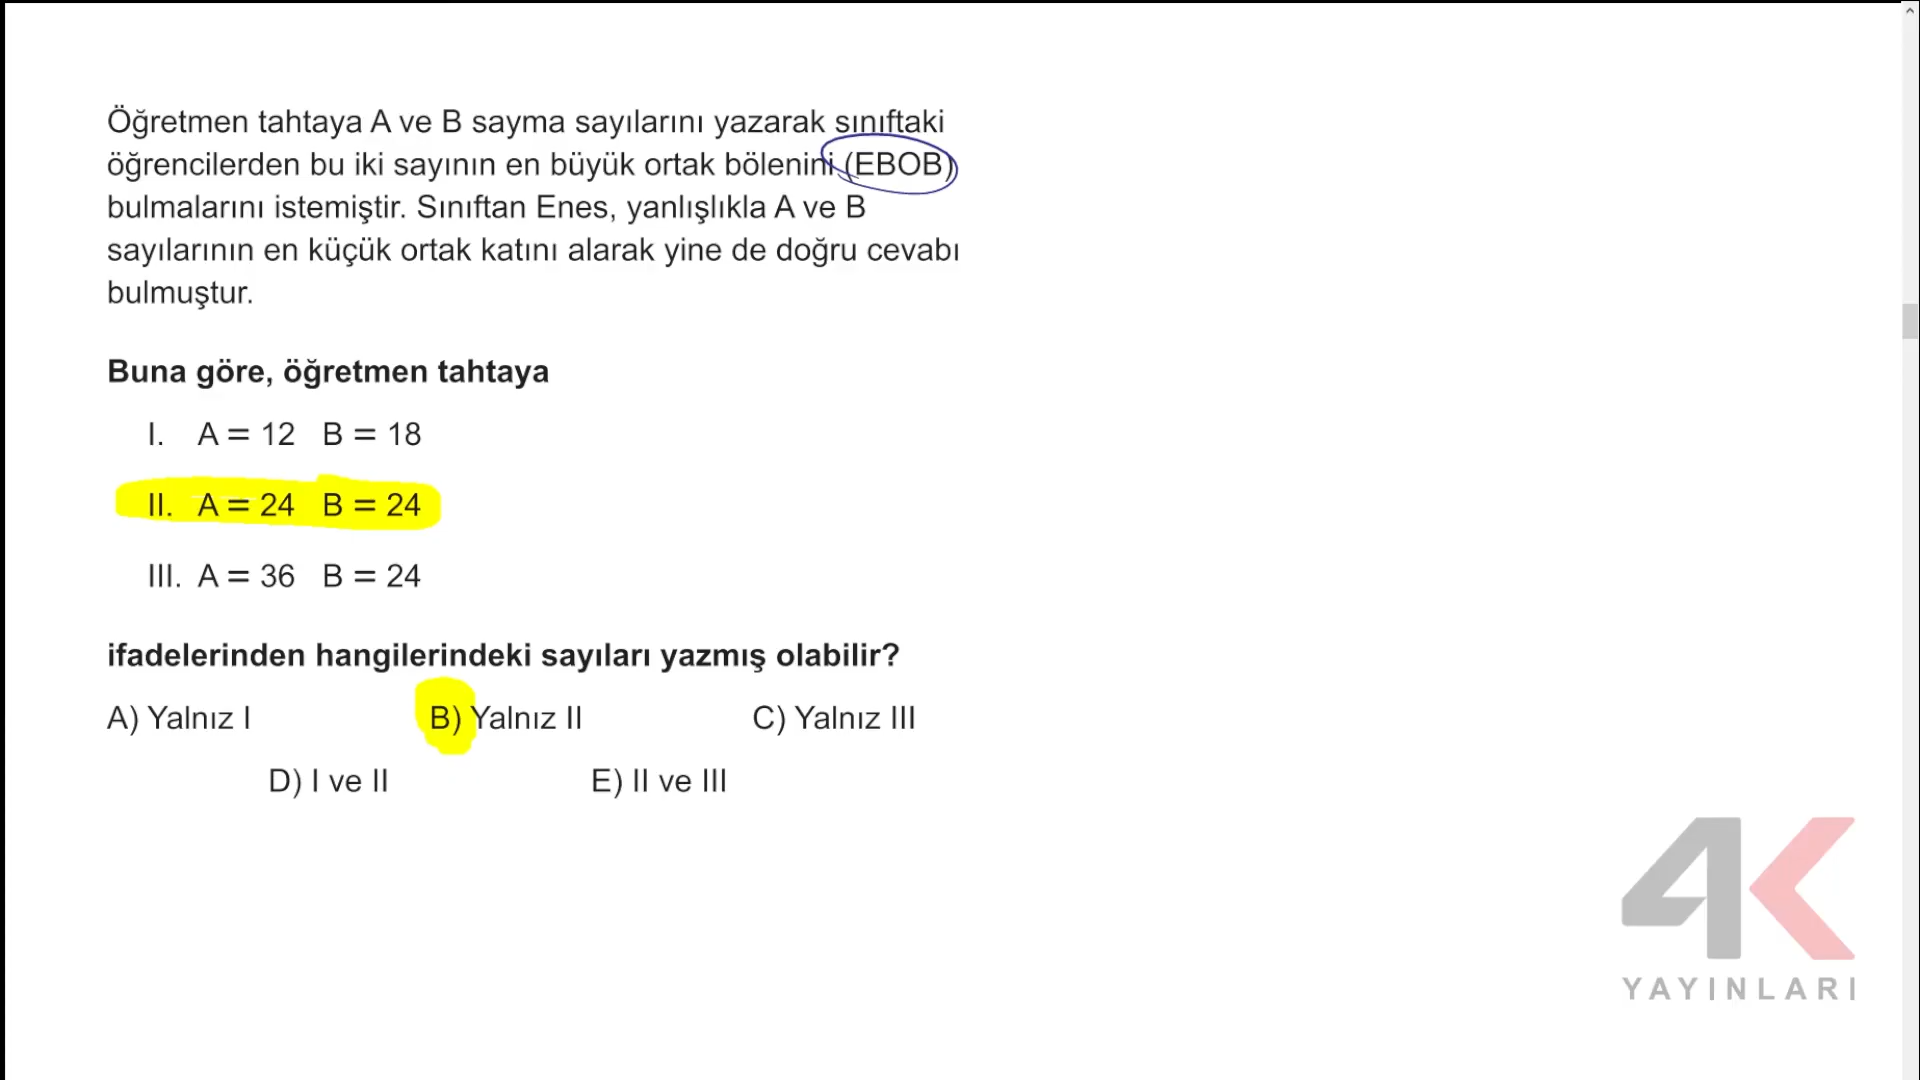 Öğretmen tahtaya A ve B sayma sayılarını yazarak sınıftaki
öğrencilerden bu iki sayının en büyük ortak bölenini (EBOB)
bulmalarını istemiştir. Sınıftan Enes, yanlışlıkla A ve B
sayılarının en küçük ortak katını alarak yine de doğru cevabı
bulmuştur.
Buna göre, öğretmen tahtaya
I. A = 12 B = 18
II. A = 24 B = 24
III. A = 36 B = 24
ifadelerinden hangilerindeki sayıları yazmış olabilir?
A) Yalnız I B) Yalnız II C) Yalnız III
D) I ve II E) II ve III
4K
YAYINLARI